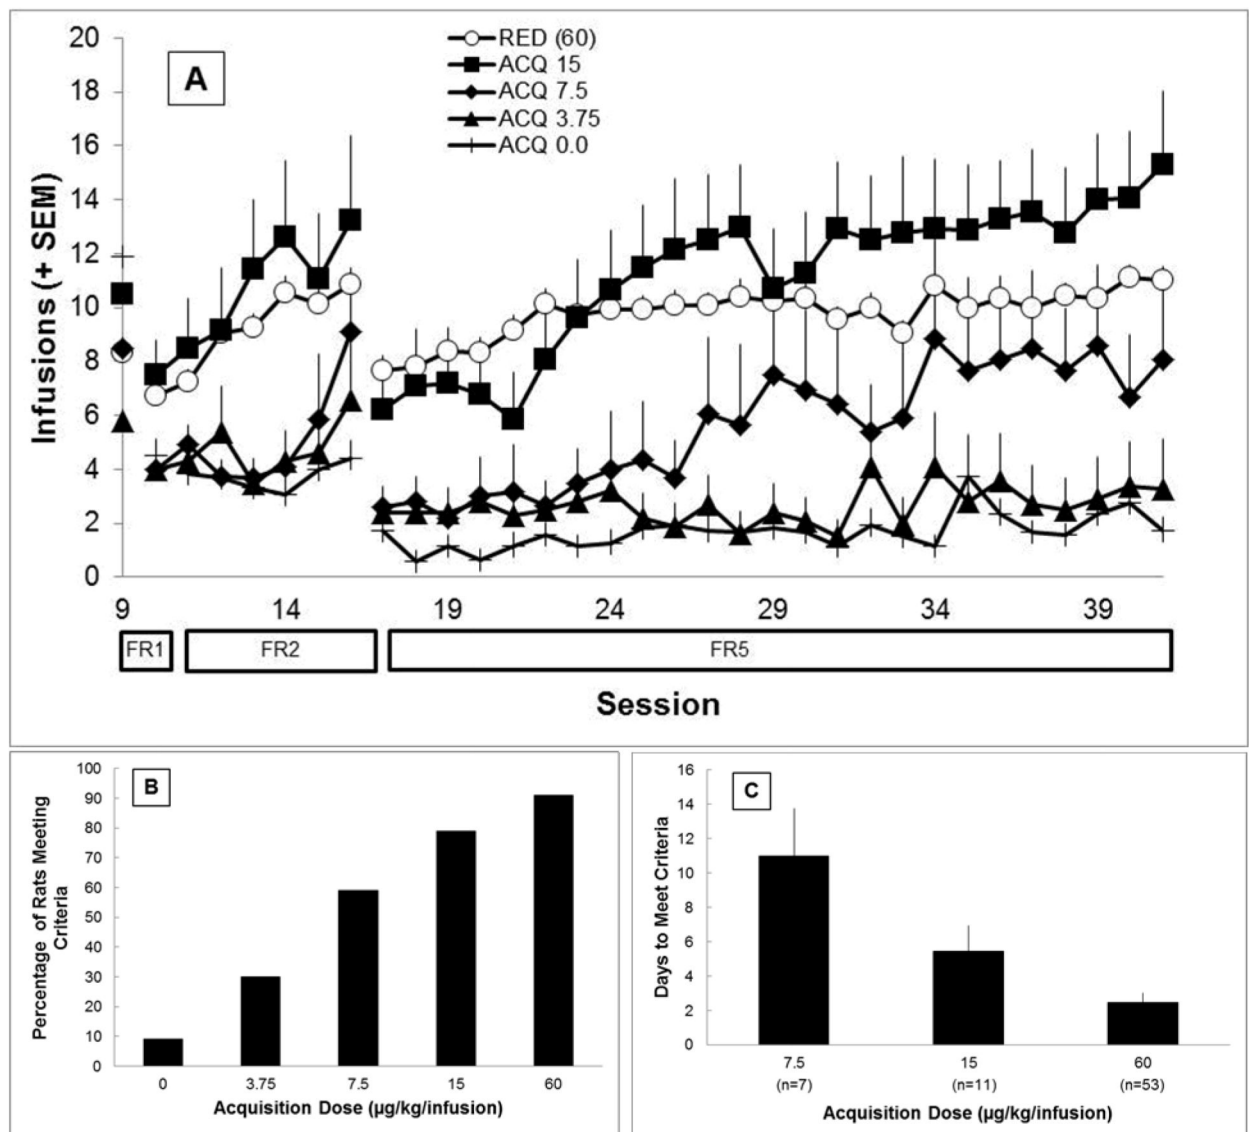 20
18
16
14
12
10
8
6
4
2
0
Infusions (+ SEM)
A
RED (60)
ACQ 15
ACQ 7.5
ACQ 3.75
ACQ 0.0
9 14 19 24 29 34 39
FR1 FR2 FR5
Session
B
100
90
80
70
60
50
40
30
20
10
0
Percentage of Rats Meeting
Criteria
0 3.75 7.5 15 60
Acquisition Dose (µg/kg/infusion)
C
16
14
12
10
8
6
4
2
0
Days to Meet Criteria
7.5 15 60
(n=7) (n=11) (n=53)
Acquisition Dose (µg/kg/infusion)